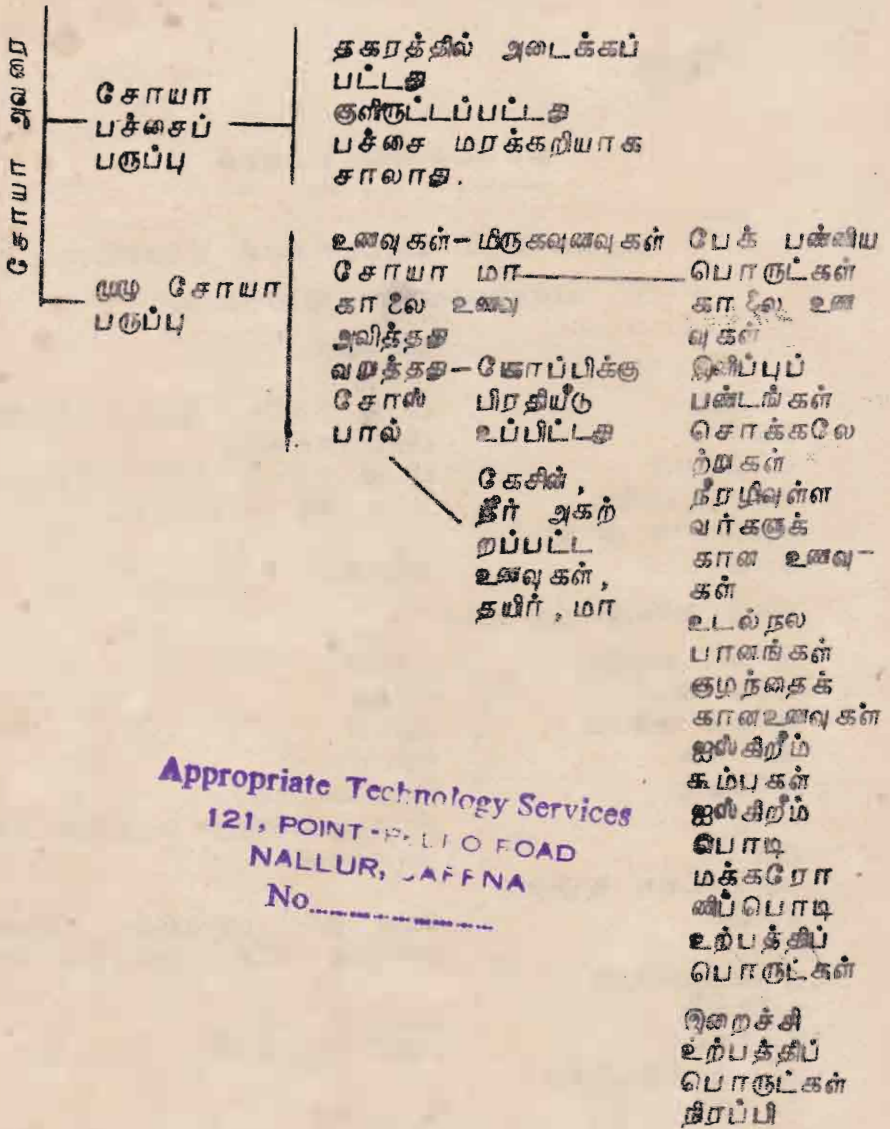 சோயா அவரை
சோயா
பச்சைப்
பருப்பு
தகரத்தில் அடைக்கப்
பட்டது
குளிரூட்டப்பட்டது
பச்சை மரக்கறியாக
சாலாது.
முழு சோயா
பருப்பு
உணவுகள்-மிருகவுணவுகள்
சோயா மா
காலை உணவு
அவித்தது
வறுத்தது-கோப்பிக்கு
சோஸ் பிரதியீடு
பால் உப்பிட்டது
கேசின்,
நீர் அகற்
றப்பட்ட
உணவுகள்,
தயிர், மா
பேக் பண்ணிய
பொருட்கள்
காலை உண
வுகள்
இனிப்புப்
பண்டங்கள்
சொக்கலே
ற்றுகள்
நீரழிவுள்ள
வர்களுக்
கான உணவு-
கள்
உடல்நல
பானங்கள்
குழந்தைக்
கானஉணவுகள்
ஐஸ்கிறீம்
கூம்புகள்
ஐஸ்கிறீம்
பொடி
மக்கரோ
னிப்பொடி
உற்பத்திப்
பொருட்கள்
இறைச்சி
உற்பத்திப்
பொருட்கள்
நிரப்பி
Appropriate Technology Services
121, POINT-PEDRO ROAD
NALLUR, JAFFNA
No